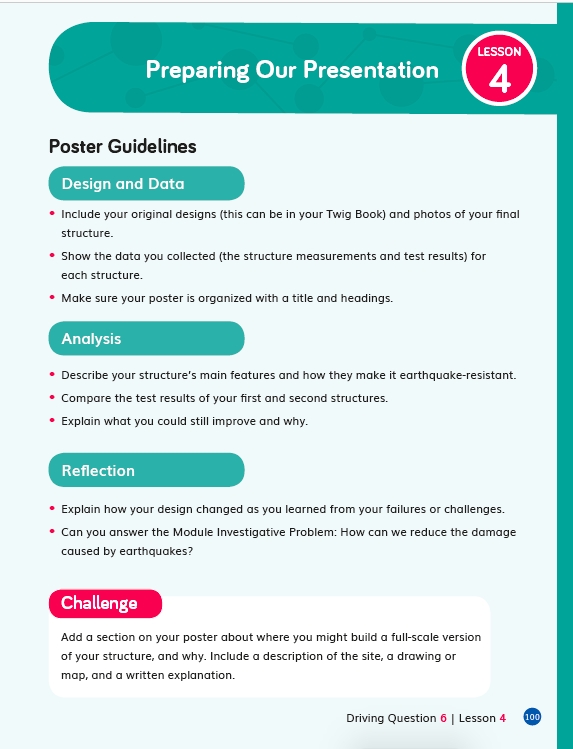 Preparing Our Presentation
LESSON
4
Poster Guidelines
Design and Data
• Include your original designs (this can be in your Twig Book) and photos of your final
structure.
• Show the data you collected (the structure measurements and test results) for
each structure.
• Make sure your poster is organized with a title and headings.
Analysis
• Describe your structure's main features and how they make it earthquake-resistant.
• Compare the test results of your first and second structures.
• Explain what you could still improve and why.
Reflection
• Explain how your design changed as you learned from your failures or challenges.
• Can you answer the Module Investigative Problem: How can we reduce the damage
caused by earthquakes?
Challenge
Add a section on your poster about where you might build a full-scale version
of your structure, and why. Include a description of the site, a drawing or
map, and a written explanation.
Driving Question 6 | Lesson 4 100